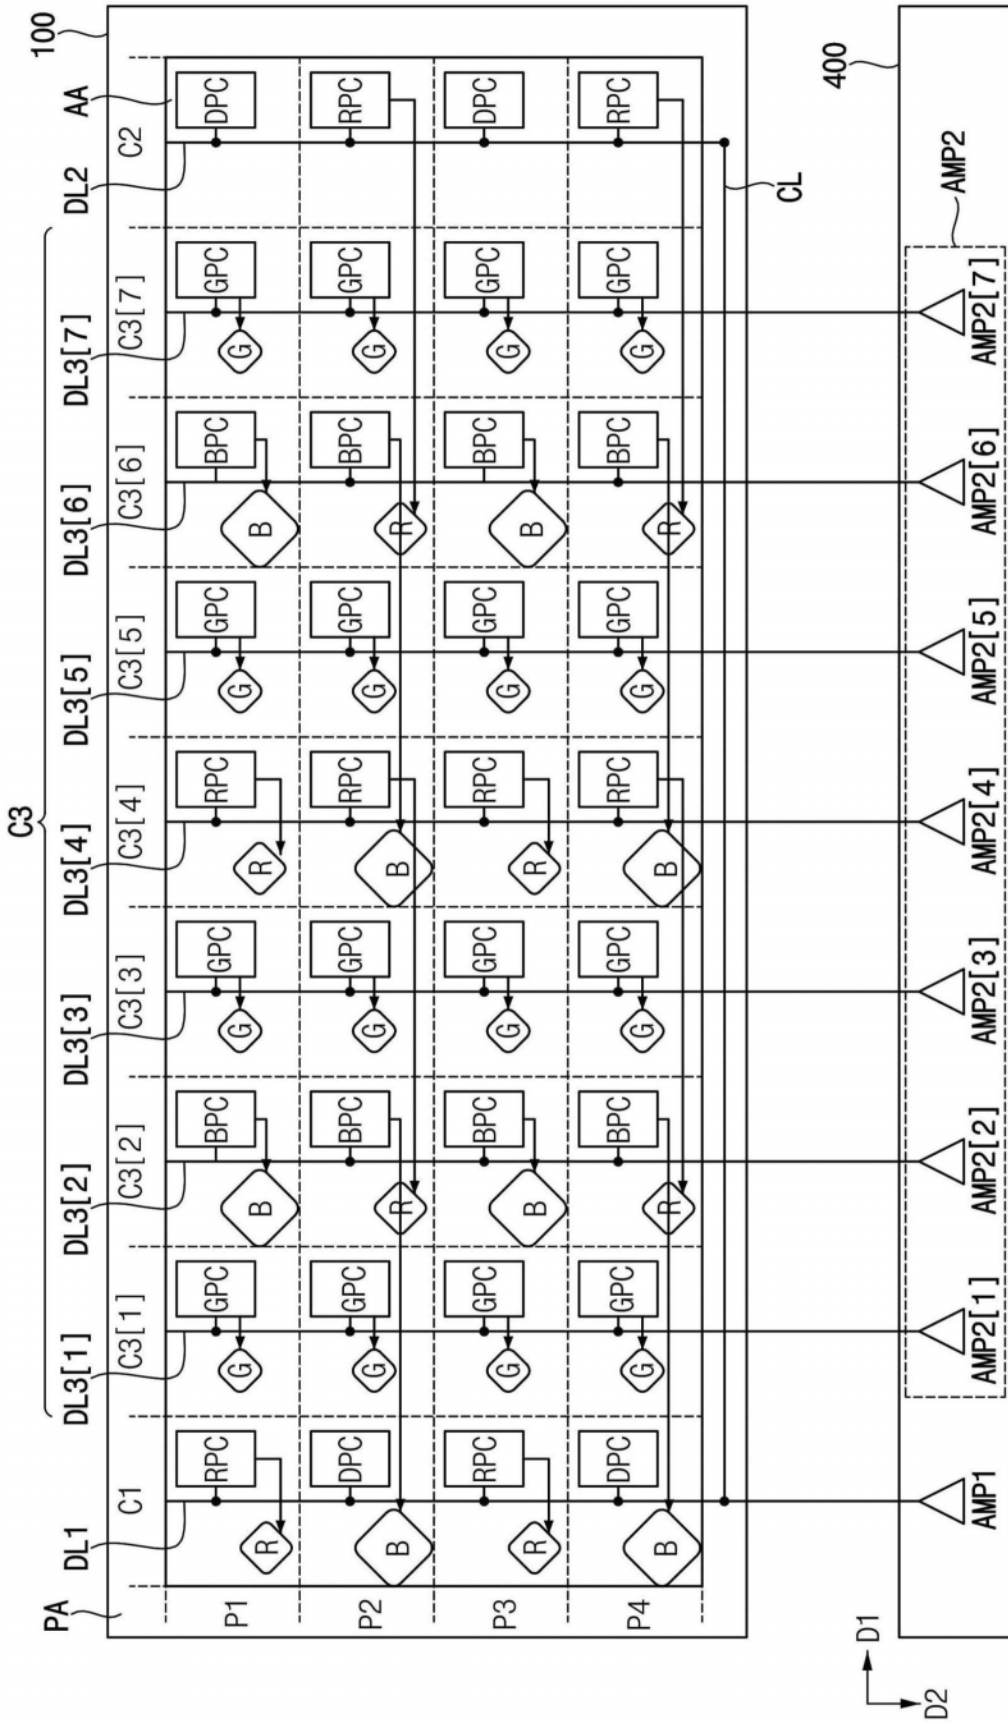 100
C3
DL1 DL3[1] DL3[2] DL3[3] DL3[4] DL3[5] DL3[6] DL3[7] DL2 AA
PA C1 C3[1] C3[2] C3[3] C3[4] C3[5] C3[6] C3[7] C2
RPC GPC BPC GPC RPC GPC BPC GPC DPC
P1 R G B G R G B G
DPC GPC BPC GPC RPC GPC BPC GPC RPC
P2 B G R G B G R G
RPC GPC BPC GPC RPC GPC BPC GPC DPC
P3 R G B G R G B G
DPC GPC BPC GPC RPC GPC BPC GPC RPC
P4 B G R G B G R G
CL
400
D1
D2
AMP2
AMP1 AMP2[1] AMP2[2] AMP2[3] AMP2[4] AMP2[5] AMP2[6] AMP2[7]